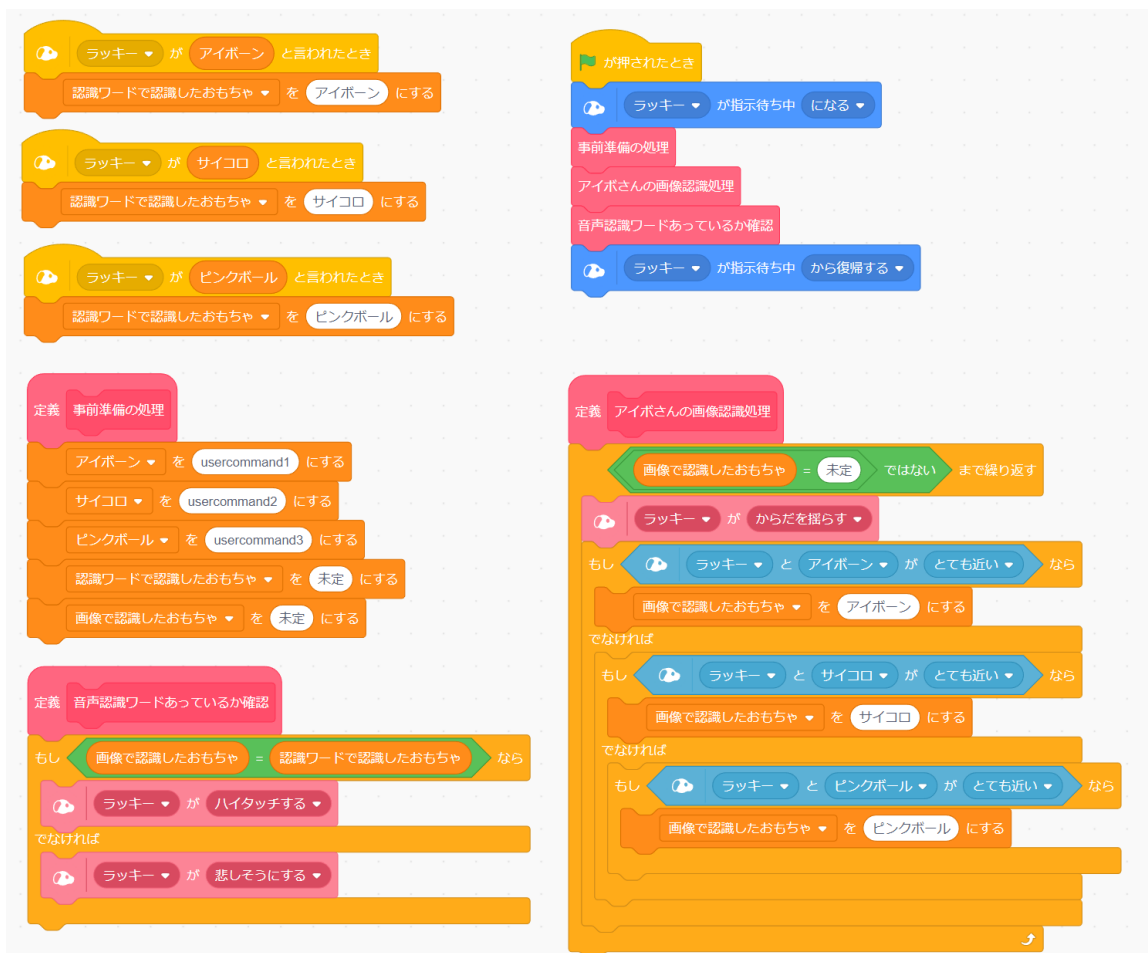 ラッキー が アイボーン と言われたとき
認識ワードで認識したおもちゃ を アイボーン にする
ラッキー が サイコロ と言われたとき
認識ワードで認識したおもちゃ を サイコロ にする
ラッキー が ピンクボール と言われたとき
認識ワードで認識したおもちゃ を ピンクボール にする
が押されたとき
ラッキー が指示待ち中 になる
事前準備の処理
アイボさんの画像認識処理
音声認識ワードあっているか確認
ラッキー が指示待ち中 から復帰する
定義 事前準備の処理
アイボーン を usercommand1 にする
サイコロ を usercommand2 にする
ピンクボール を usercommand3 にする
認識ワードで認識したおもちゃ を 未定 にする
画像で認識したおもちゃ を 未定 にする
定義 音声認識ワードあっているか確認
もし 画像で認識したおもちゃ = 認識ワードで認識したおもちゃ なら
ラッキー が ハイタッチする
でなければ
ラッキー が 悲しそうにする
定義 アイボさんの画像認識処理
画像で認識したおもちゃ = 未定 ではない まで繰り返す
ラッキー が からだを揺らす
もし ラッキー と アイボーン が とても近い なら
画像で認識したおもちゃ を アイボーン にする
でなければ
もし ラッキー と サイコロ が とても近い なら
画像で認識したおもちゃ を サイコロ にする
でなければ
もし ラッキー と ピンクボール が とても近い なら
画像で認識したおもちゃ を ピンクボール にする